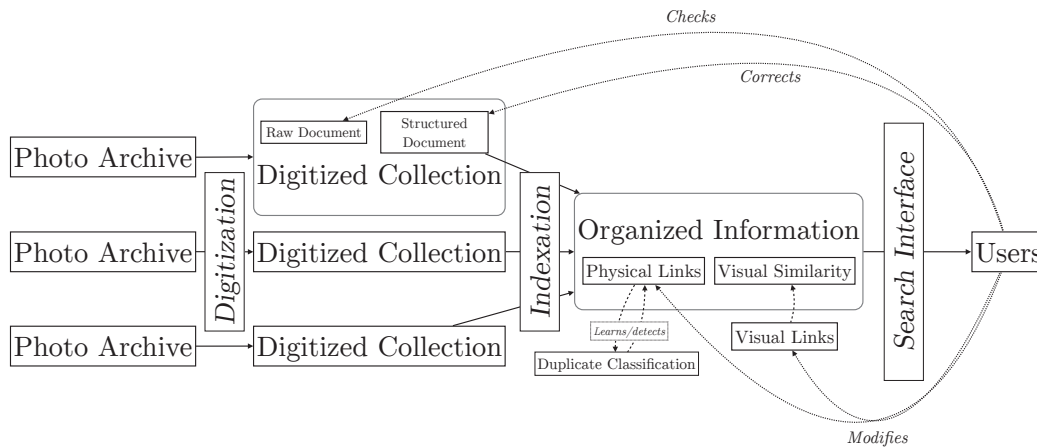 Checks
Corrects
Raw Document
Structured
Document
Digitized Collection
Photo Archive
Digitization
Photo Archive
Digitized Collection
Photo Archive
Digitized Collection
Indexation
Organized Information
Physical Links
Visual Similarity
Learns/detects
Duplicate Classification
Visual Links
Search Interface
Users
Modifies